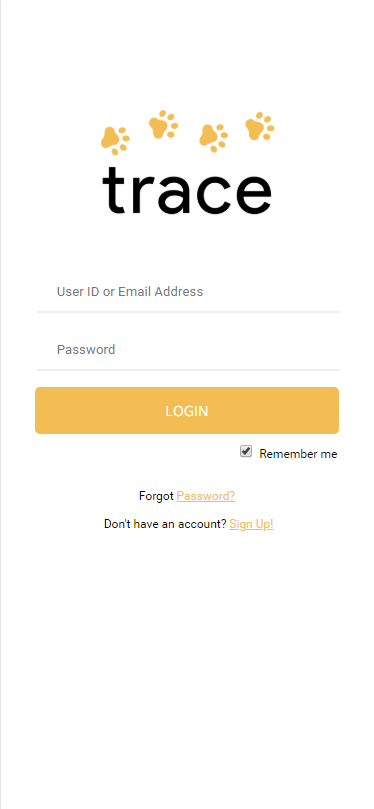 trace
User ID or Email Address
Password
LOGIN
Remember me
Forgot Password?
Don't have an account? Sign Up!